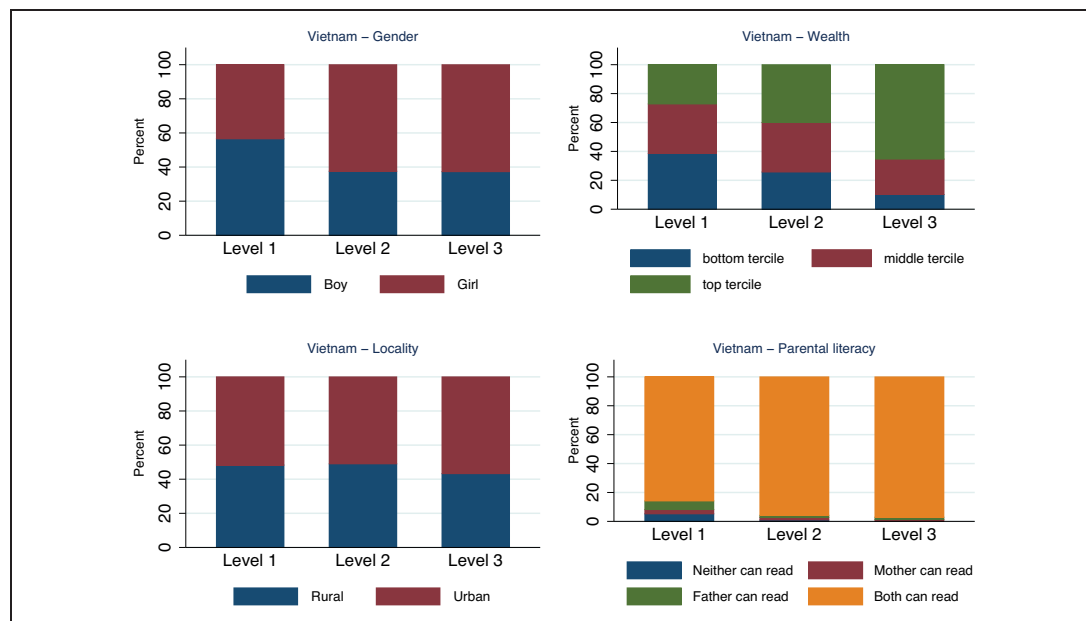 Vietnam – Gender
100
80
60
40
20
0
Percent
Level 1 Level 2 Level 3
Boy Girl
Vietnam – Wealth
100
80
60
40
20
0
Percent
Level 1 Level 2 Level 3
bottom tercile middle tercile
top tercile
Vietnam – Locality
100
80
60
40
20
0
Percent
Level 1 Level 2 Level 3
Rural Urban
Vietnam – Parental literacy
100
80
60
40
20
0
Percent
Level 1 Level 2 Level 3
Neither can read Mother can read
Father can read Both can read